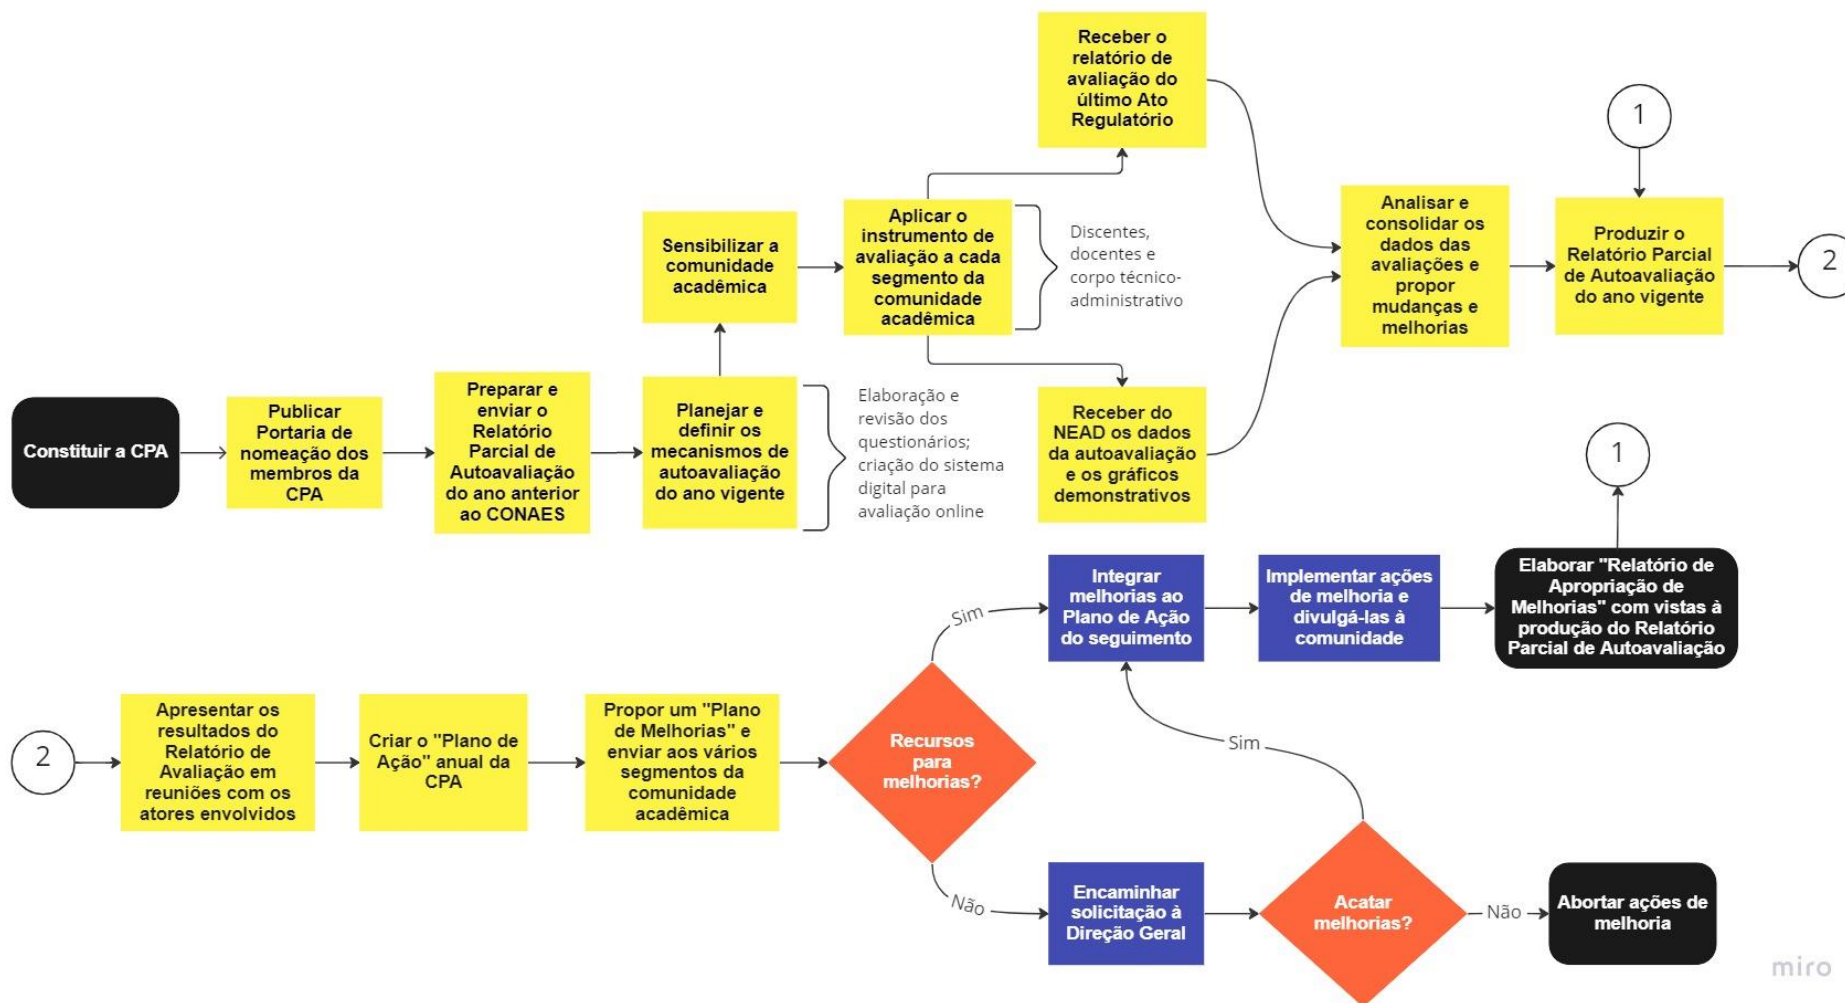 Receber o
relatório de
avaliação do
último Ato
Regulatório
1
Sensibilizar a
comunidade
acadêmica
Aplicar o
instrumento de
avaliação a cada
segmento da
comunidade
acadêmica
Discentes,
docentes e
corpo técnico-
administrativo
Analisar e
consolidar os
dados das
avaliações e
propor
mudanças e
melhorias
Produzir o
Relatório Parcial
de Autoavaliação
do ano vigente
2
Constituir a CPA
Publicar
Portaria de
nomeação dos
membros da
CPA
Preparar e
enviar o
Relatório
Parcial de
Autoavaliação
do ano anterior
ao CONAES
Planejar e
definir os
mecanismos de
autoavaliação
do ano vigente
Elaboração e
revisão dos
questionários;
criação do sistema
digital para
avaliação online
Receber do
NEAD os dados
da autoavaliação
e os gráficos
demonstrativos
1
Integrar
melhorias ao
Plano de Ação
do seguimento
Implementar ações
de melhoria e
divulgá-las à
comunidade
Elaborar "Relatório de
Apropriação de
Melhorias" com vistas à
produção do Relatório
Parcial de Autoavaliação
Sim
2
Apresentar os
resultados do
Relatório de
Avaliação em
reuniões com os
atores envolvidos
Criar o "Plano de
Ação" anual da
CPA
Propor um "Plano
de Melhorias" e
enviar aos vários
segmentos da
comunidade
acadêmica
Recursos
para
melhorias?
Sim
Não
Encaminhar
solicitação à
Direção Geral
Acatar
melhorias?
Não
Abortar ações de
melhoria
miro